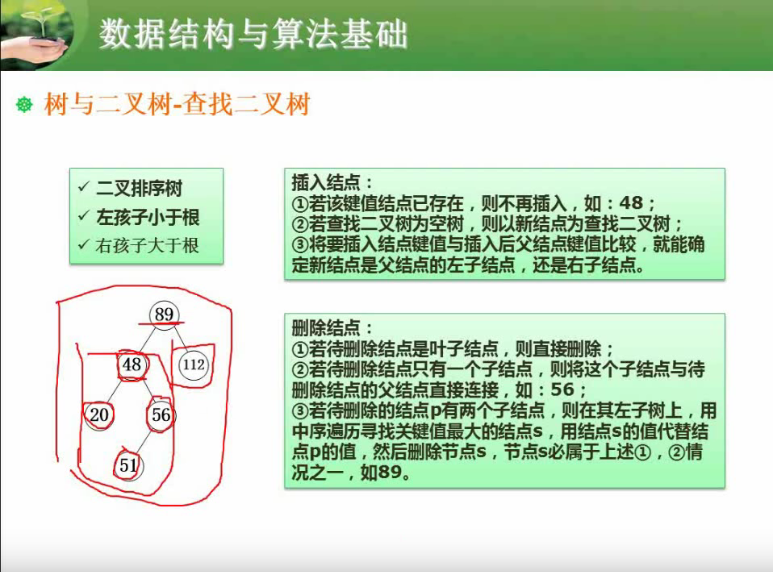 数据结构与算法基础
树与二叉树-查找二叉树
✓ 二叉排序树
✓ 左孩子小于根
✓ 右孩子大于根
插入结点：
①若该键值结点已存在，则不再插入，如：48；
②若查找二叉树为空树，则以新结点为查找二叉树；
③将要插入结点键值与插入后父结点键值比较，就能确
定新结点是父结点的左子结点，还是右子结点。
89
48
112
20
56
51
删除结点：
①若待删除结点是叶子结点，则直接删除；
②若待删除结点只有一个子结点，则将这个子结点与待
删除结点的父结点直接连接，如：56；
③若待删除的结点p有两个子结点，则在其左子树上，用
中序遍历寻找关键值最大的结点s，用结点s的值代替结
点p的值，然后删除节点s，节点s必属于上述①，②情
况之一，如89。